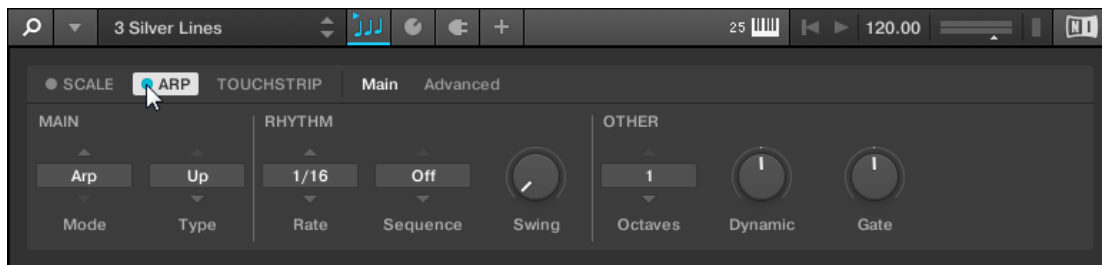 3 Silver Lines 25 120.00 NI
SCALE ARP TOUCHSTRIP Main Advanced
MAIN RHYTHM OTHER
Arp Up 1/16 Off 1
Mode Type Rate Sequence Swing Octaves Dynamic Gate